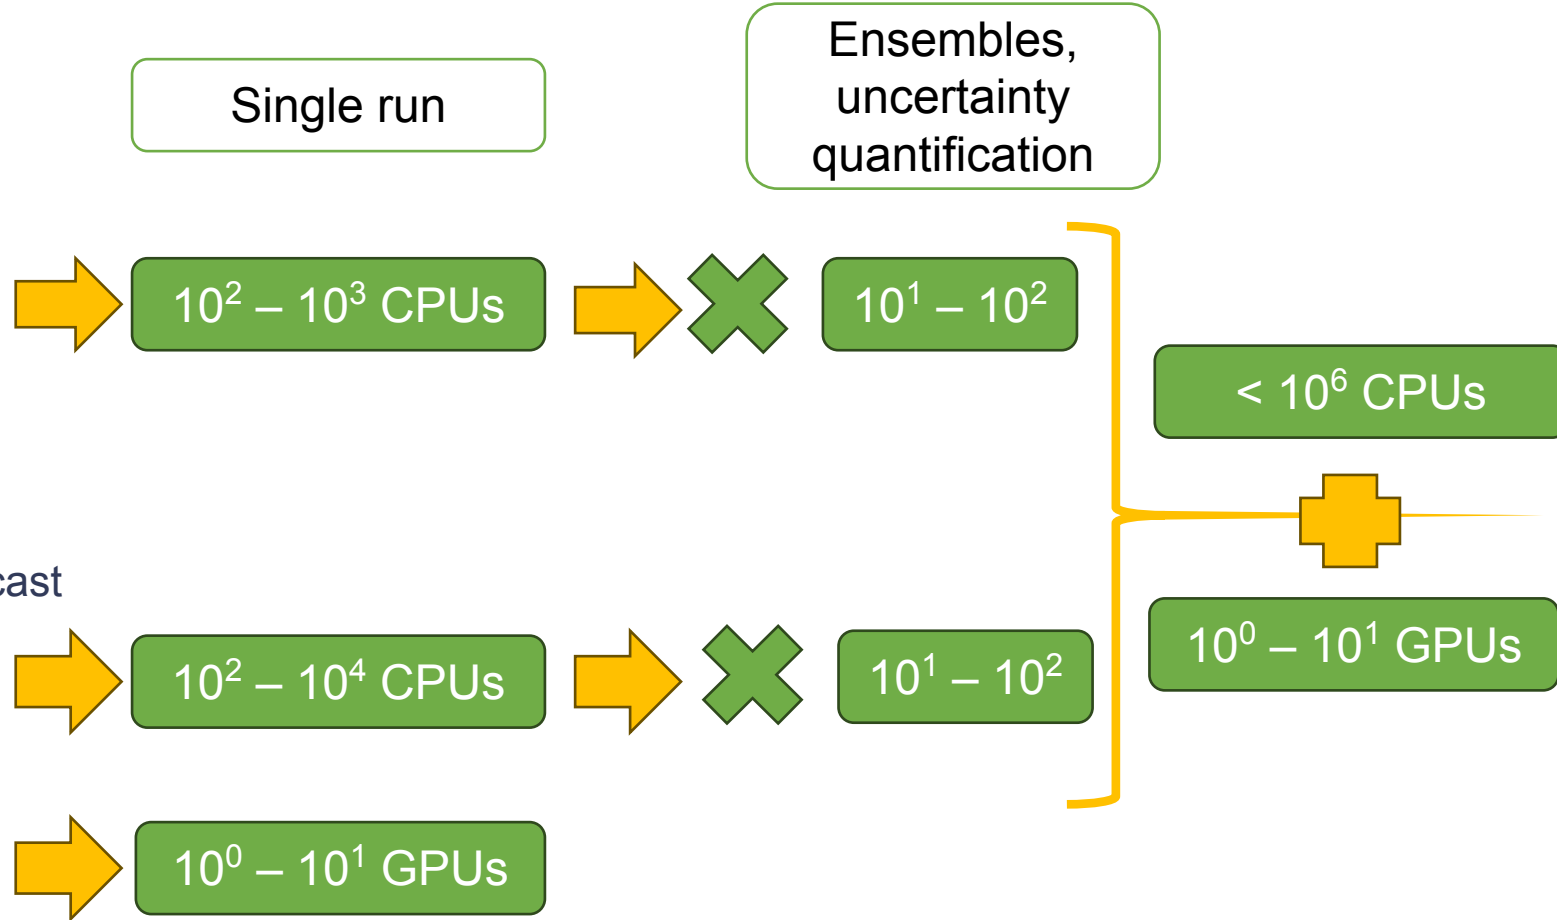 Single run
Ensembles,
uncertainty
quantification
10² – 10³ CPUs
10¹ – 10²
< 10⁶ CPUs
cast
10² – 10⁴ CPUs
10¹ – 10²
10⁰ – 10¹ GPUs
10⁰ – 10¹ GPUs